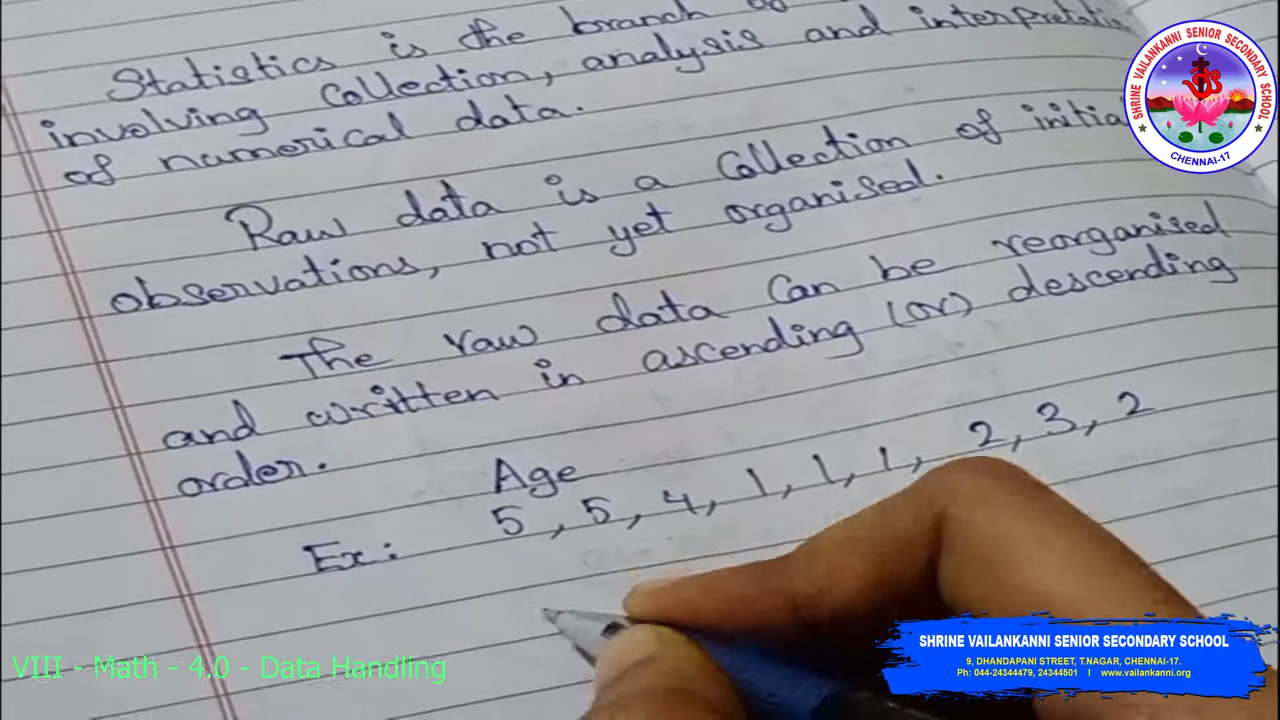 Statistics is the branch of
involving Collection, analysis and interpretatio
of numerical data.
Raw data is a Collection of initial
observations, not yet organised.
The raw data can be reorganised
and written in ascending (or) descending
order.
Age
Ex: 5, 5, 4, 1, 1, 1, 2, 3, 2
SHRINE VAILANKANNI SENIOR SECONDARY SCHOOL
CHENNAI-17
VIII - Math - 4.0 - Data Handling
SHRINE VAILANKANNI SENIOR SECONDARY SCHOOL
9, DHANDAPANI STREET, T.NAGAR, CHENNAI-17.
Ph: 044-24344479, 24344501 I www.vailankanni.org